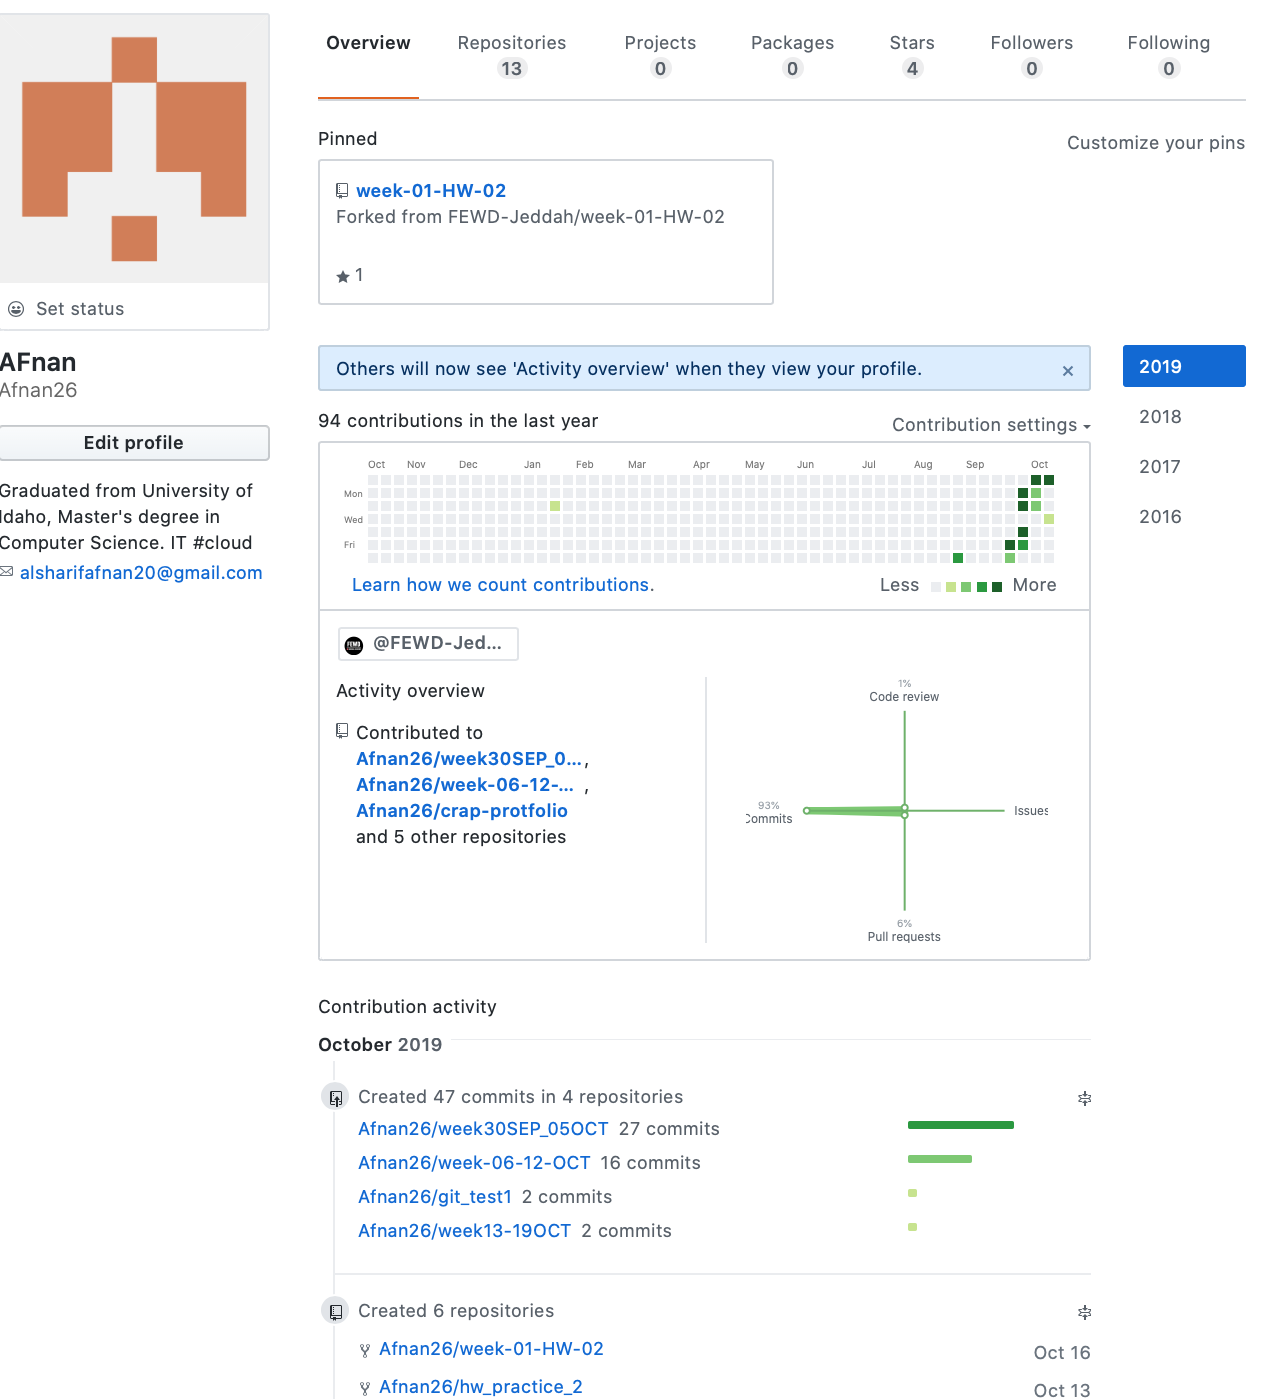 Overview
Repositories
13
Projects
0
Packages
0
Stars
4
Followers
0
Following
0
Set status
AFnan
Afnan26
Edit profile
Graduated from University of
Idaho, Master's degree in
Computer Science. IT #cloud
alsharifafnan20@gmail.com
Pinned
Customize your pins
week-01-HW-02
Forked from FEWD-Jeddah/week-01-HW-02
1
Others will now see 'Activity overview' when they view your profile.
2019
2018
2017
2016
94 contributions in the last year
Contribution settings
Oct Nov Dec Jan Feb Mar Apr May Jun Jul Aug Sep Oct
Mon
Wed
Fri
Learn how we count contributions.
Less More
FEWD
@FEWD-Jed...
Activity overview
Contributed to
Afnan26/week30SEP_0...,
Afnan26/week-06-12-... ,
Afnan26/crap-protfolio
and 5 other repositories
1%
Code review
93%
Commits
Issues
6%
Pull requests
Contribution activity
October 2019
Created 47 commits in 4 repositories
Afnan26/week30SEP_05OCT 27 commits
Afnan26/week-06-12-OCT 16 commits
Afnan26/git_test1 2 commits
Afnan26/week13-19OCT 2 commits
Created 6 repositories
Afnan26/week-01-HW-02 Oct 16
Afnan26/hw_practice_2 Oct 13